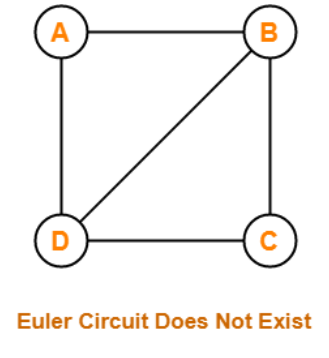 A B
D C
Euler Circuit Does Not Exist